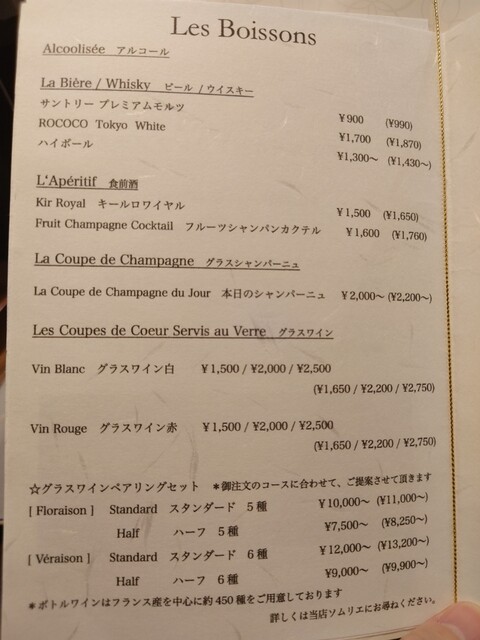 Les Boissons
Alcoolisée アルコール
La Bière / Whisky ビール / ウイスキー
サントリー プレミアムモルツ ¥900 (¥990)
ROCOCO Tokyo White ¥1,700 (¥1,870)
ハイボール ¥1,300〜 (¥1,430〜)
L'Apéritif 食前酒
Kir Royal キールロワイヤル ¥1,500 (¥1,650)
Fruit Champagne Cocktail フルーツシャンパンカクテル ¥1,600 (¥1,760)
La Coupe de Champagne グラスシャンパーニュ
La Coupe de Champagne du Jour 本日のシャンパーニュ ¥2,000〜 (¥2,200〜)
Les Coupes de Coeur Servis au Verre グラスワイン
Vin Blanc グラスワイン白 ¥1,500 / ¥2,000 / ¥2,500
(¥1,650 / ¥2,200 / ¥2,750)
Vin Rouge グラスワイン赤 ¥1,500 / ¥2,000 / ¥2,500
(¥1,650 / ¥2,200 / ¥2,750)
☆グラスワインペアリングセット *御注文のコースに合わせて、ご提案させて頂きます
[ Floraison ] Standard スタンダード 5種 ¥10,000〜 (¥11,000〜)
Half ハーフ 5種 ¥7,500〜 (¥8,250〜)
[ Véraison ] Standard スタンダード 6種 ¥12,000〜 (¥13,200〜)
Half ハーフ 6種 ¥9,000〜 (¥9,900〜)
*ボトルワインはフランス産を中心に約450種をご用意しております
詳しくは当店ソムリエにお尋ねください。